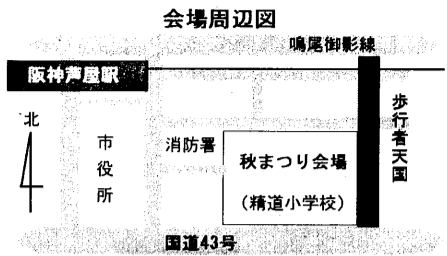 会場周辺図
鳴尾御影線
阪神芦屋駅
北
市役所
消防署
秋まつり会場
(精道小学校)
歩行者天国
国道43号